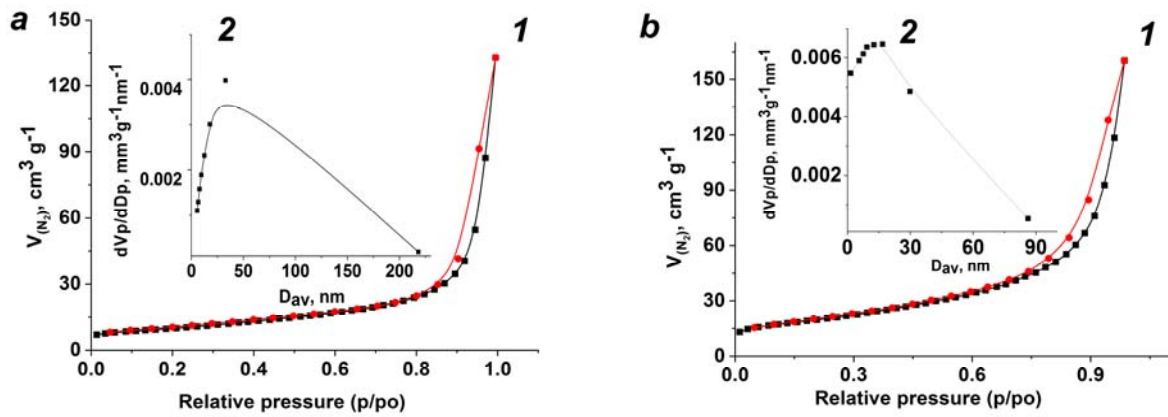 a
150
120
90
60
30
0
V(N₂), cm³ g⁻¹
0.0 0.2 0.4 0.6 0.8 1.0
Relative pressure (p/po)
2
1
0.004
0.002
dVp/dDp, mm³g⁻¹nm⁻¹
0 50 100 150 200
Dav, nm
b
150
120
90
60
30
0
V(N₂), cm³ g⁻¹
0.0 0.3 0.6 0.9
Relative pressure (p/po)
2
1
0.006
0.004
0.002
0.000
dVp/dDp, mm³g⁻¹nm⁻¹
0 30 60 90
Dav, nm